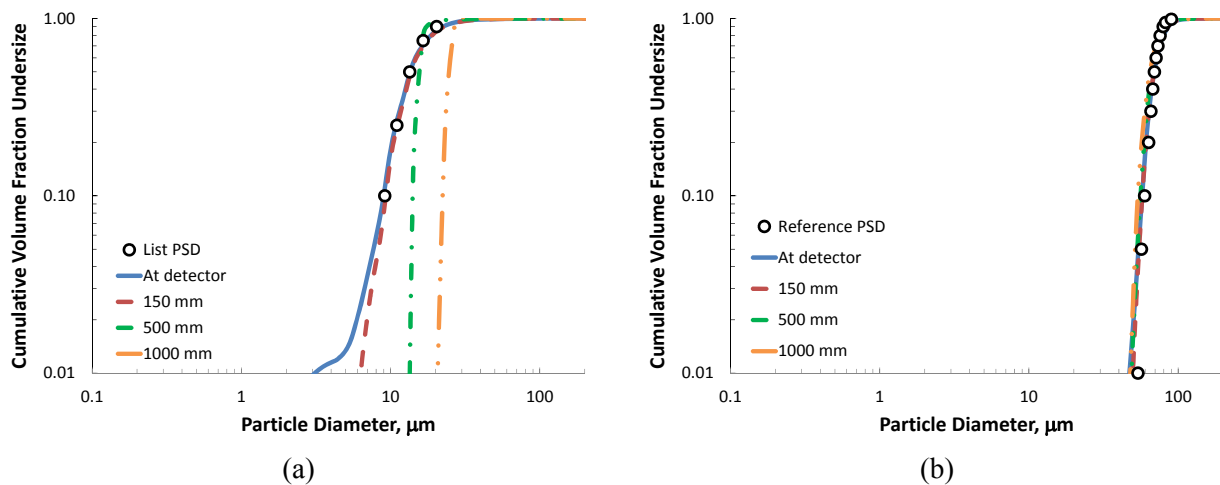 Cumulative Volume Fraction Undersize
1.00
0.10
0.01
List PSD
At detector
150 mm
500 mm
1000 mm
0.1
1
10
100
Particle Diameter, µm
(a)
Cumulative Volume Fraction Undersize
1.00
0.10
0.01
Reference PSD
At detector
150 mm
500 mm
1000 mm
0.1
1
10
100
Particle Diameter, µm
(b)